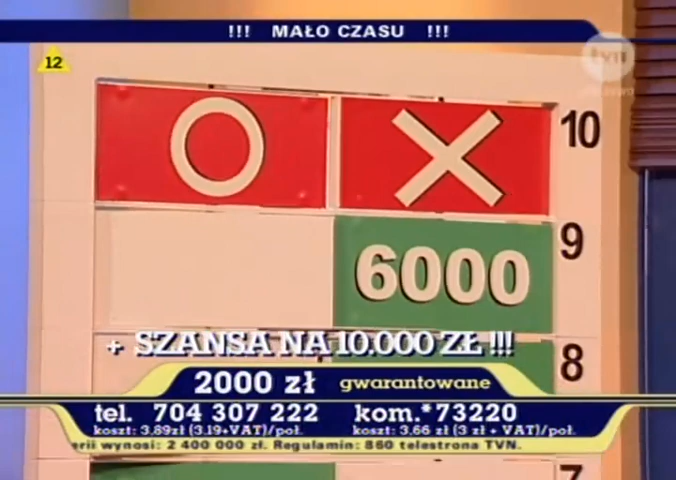 !!! MAŁO CZASU !!!
tvn
12
O X 10
6000 9
+ SZANSA NA 10.000 ZŁ !!!
8
2000 zł gwarantowane
tel. 704 307 222 kom.*73220
koszt: 3.89zł (3.19+VAT)/poł. koszt: 3.66 zł (3 zł + VAT)/poł.
erii wynosi: 2 400 000 zł. Regulamin: 860 telestrona TVN.
7